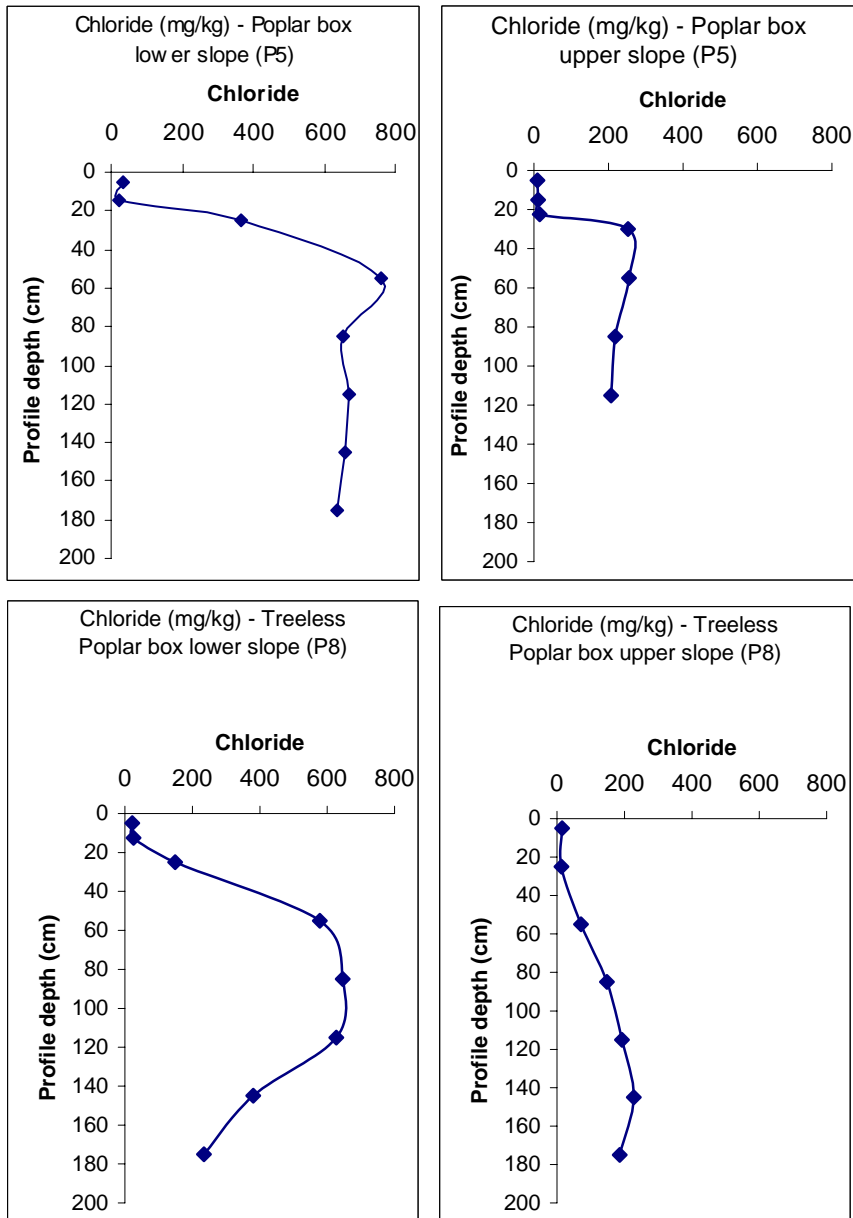 Chloride (mg/kg) - Poplar box
lower slope (P5)
Chloride
0 200 400 600 800
0
20
40
60
80
100
120
140
160
180
200
Profile depth (cm)
Chloride (mg/kg) - Poplar box
upper slope (P5)
Chloride
0 200 400 600 800
0
20
40
60
80
100
120
140
160
180
200
Profile depth (cm)
Chloride (mg/kg) - Treeless
Poplar box lower slope (P8)
Chloride
0 200 400 600 800
0
20
40
60
80
100
120
140
160
180
200
Profile depth (cm)
Chloride (mg/kg) - Treeless
Poplar box upper slope (P8)
Chloride
0 200 400 600 800
0
20
40
60
80
100
120
140
160
180
200
Profile depth (cm)